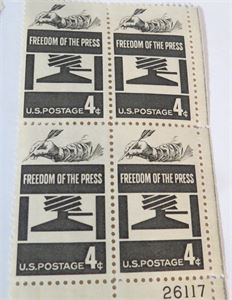 FREEDOM OF THE PRESS FREEDOM OF THE PRESS
U.S.POSTAGE 4¢ U.S.POSTAGE 4¢
FREEDOM OF THE PRESS FREEDOM OF THE PRESS
U.S.POSTAGE 4¢ U.S.POSTAGE 4¢
26117